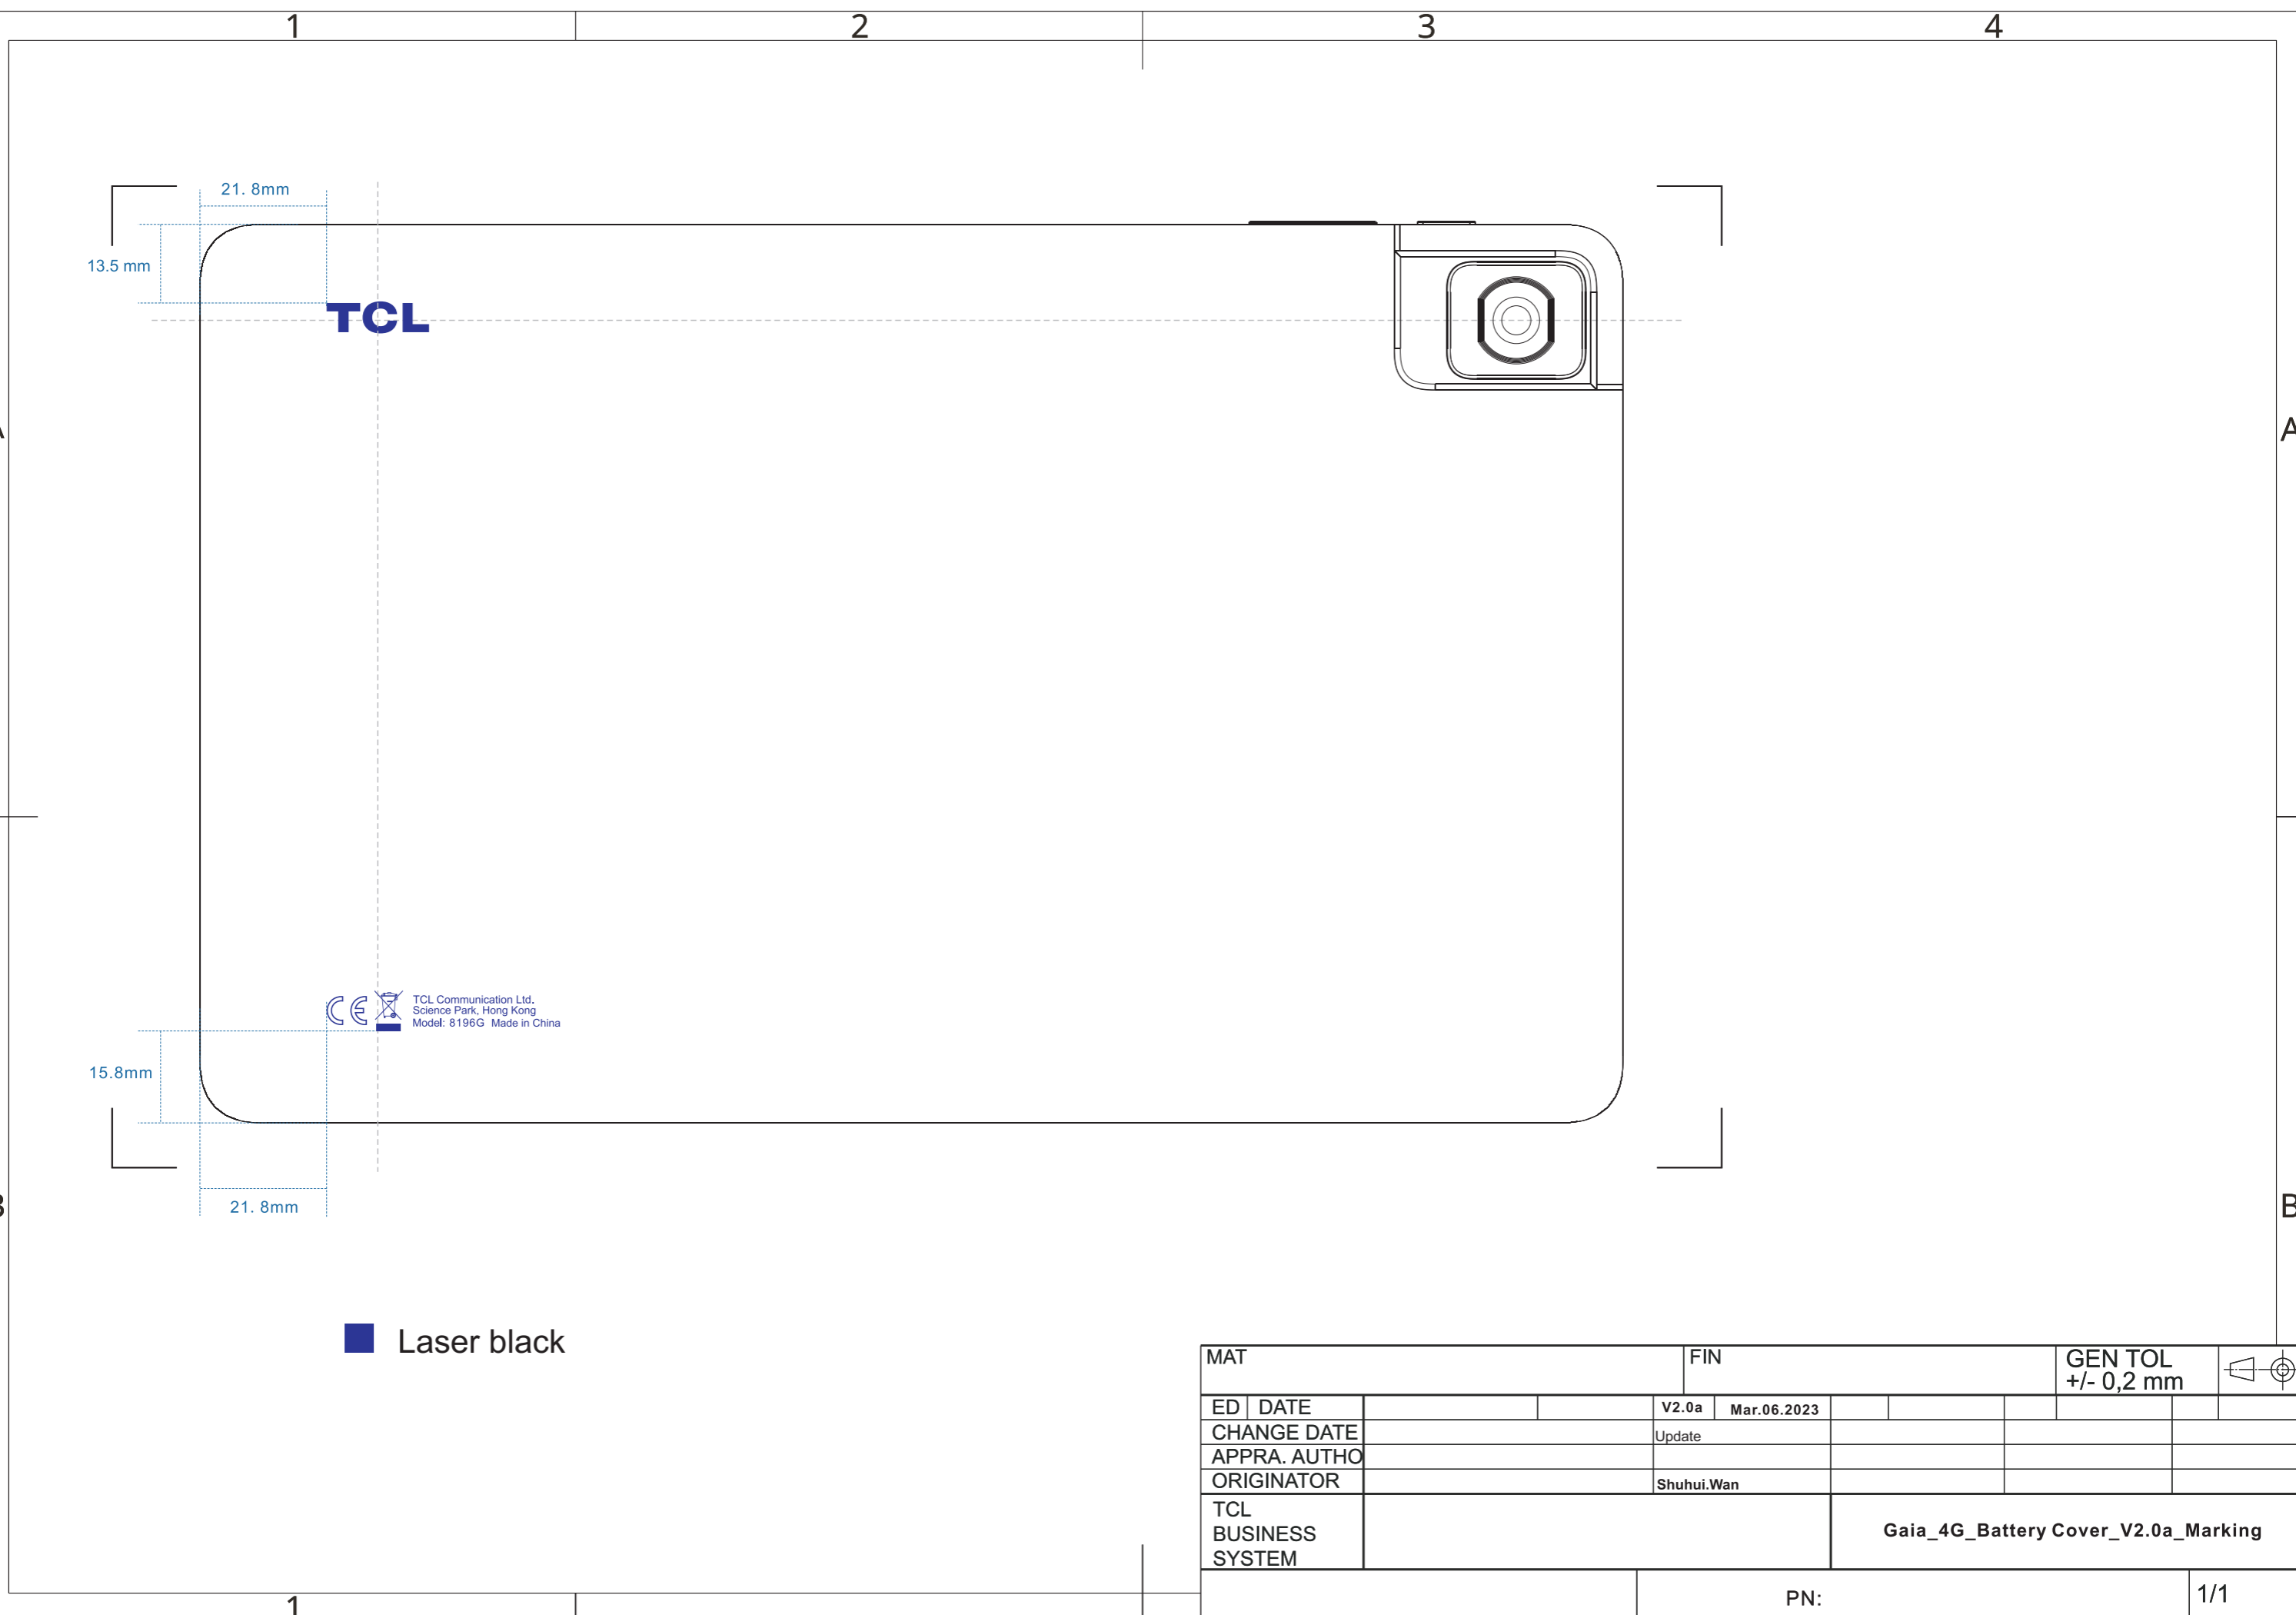 1 2 3 4
21. 8mm
13.5 mm
TCL
A A
CE TCL Communication Ltd.
Science Park, Hong Kong
Model: 8196G Made in China
15.8mm
B B
21. 8mm
Laser black
MAT FIN GEN TOL
+/- 0,2 mm
ED DATE V2.0a Mar.06.2023
CHANGE DATE Update
APPRA. AUTHO
ORIGINATOR Shuhui.Wan
TCL
BUSINESS
SYSTEM
Gaia_4G_Battery Cover_V2.0a_Marking
1 PN: 1/1